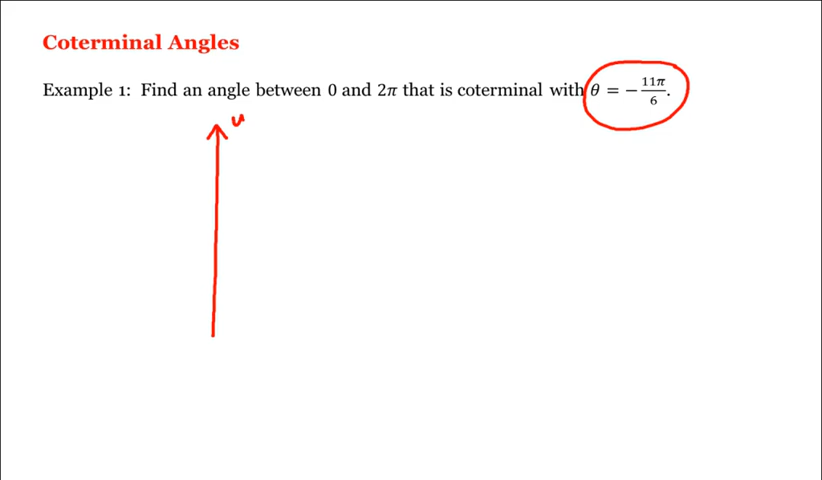 Coterminal Angles
Example 1: Find an angle between 0 and 2π that is coterminal with θ = −11π/6.